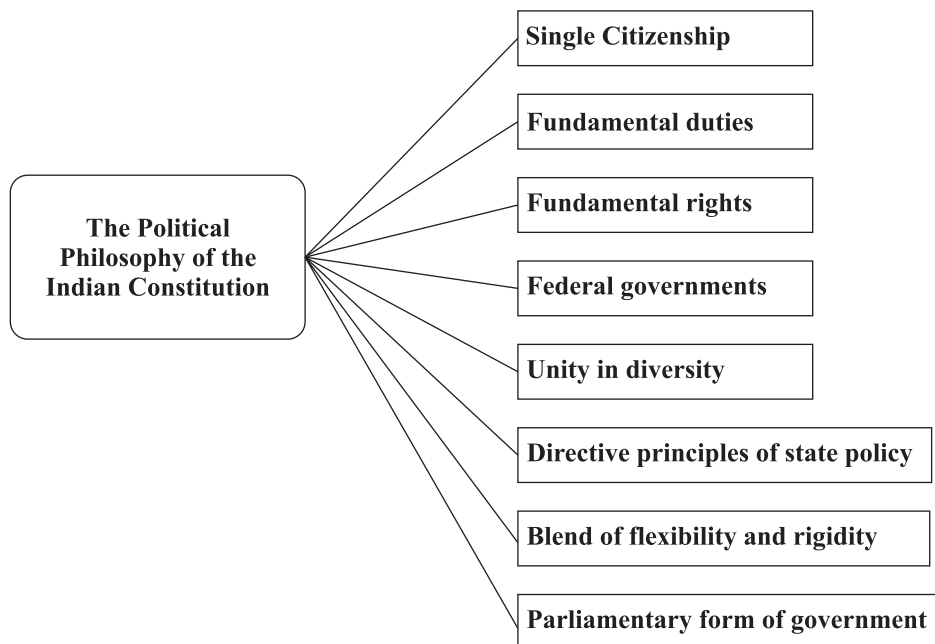 The Political
Philosophy of the
Indian Constitution
Single Citizenship
Fundamental duties
Fundamental rights
Federal governments
Unity in diversity
Directive principles of state policy
Blend of flexibility and rigidity
Parliamentary form of government